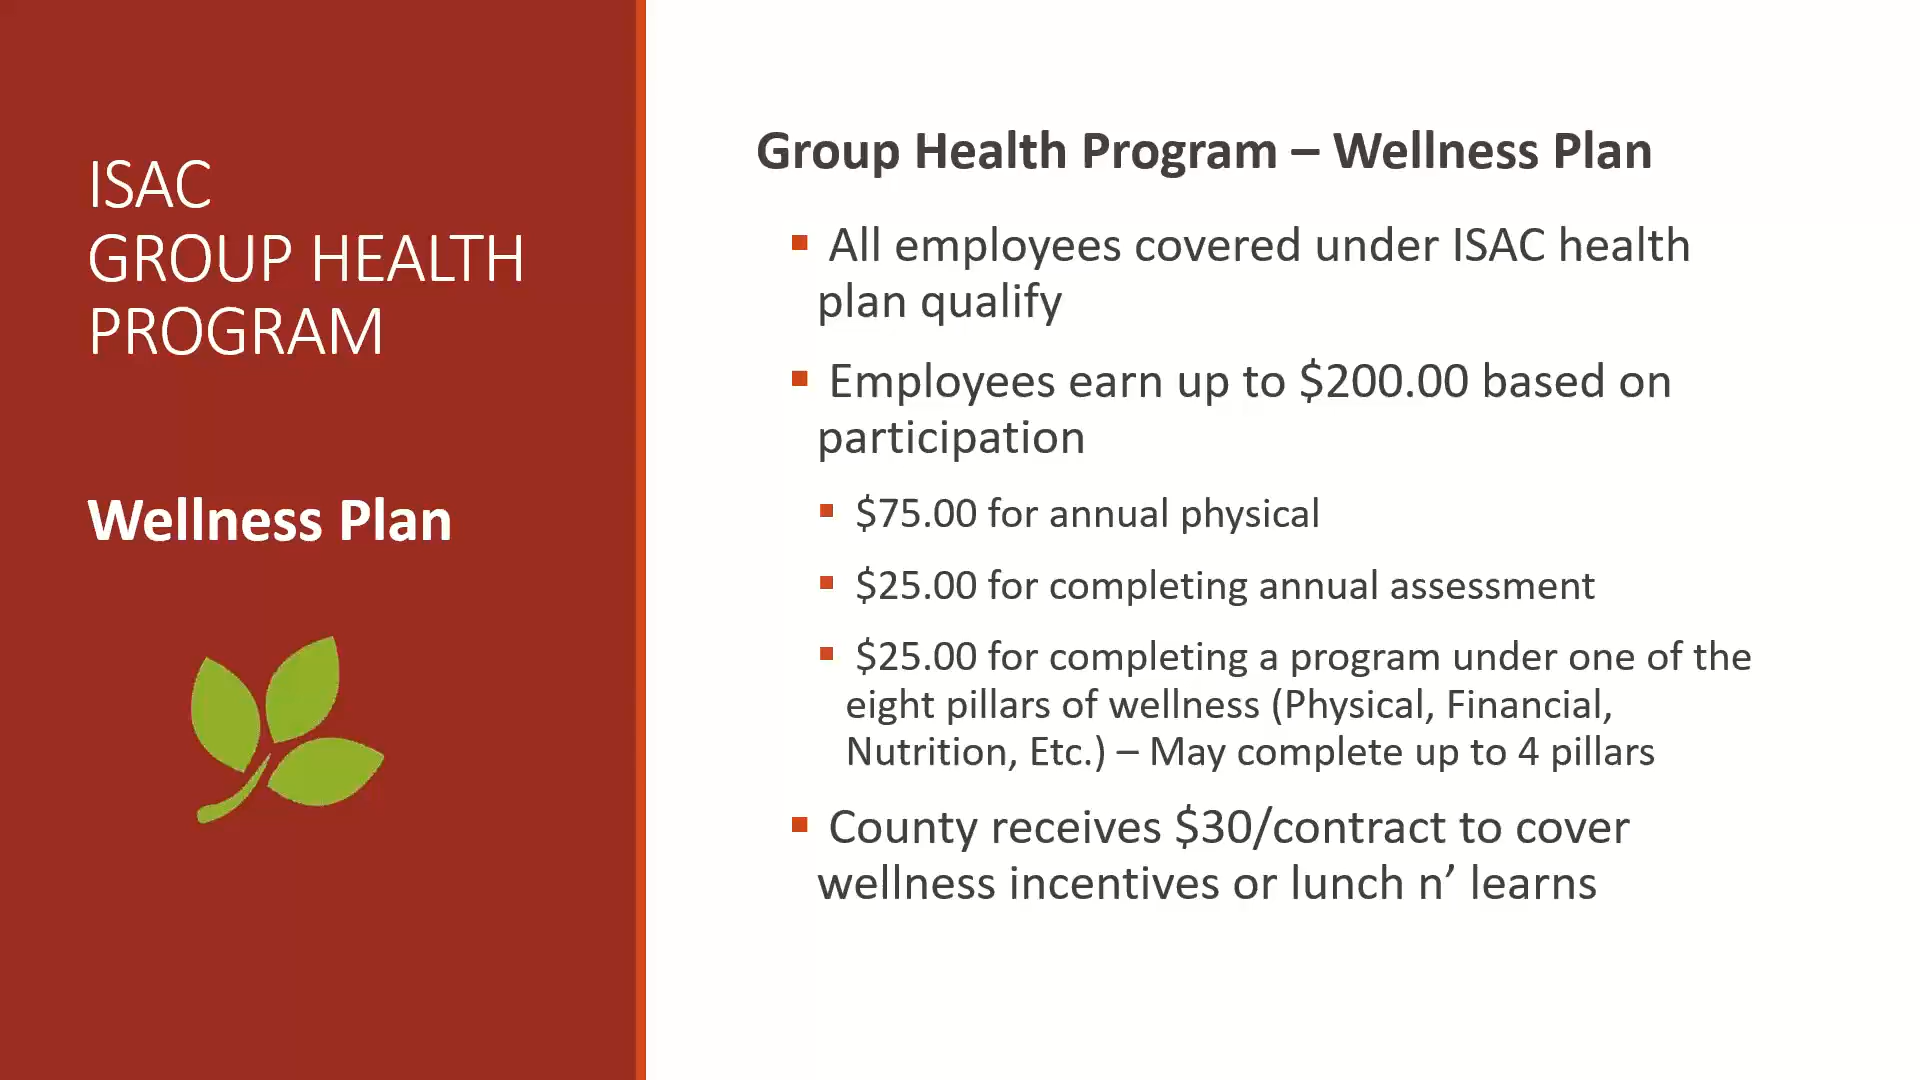 ISAC
GROUP HEALTH
PROGRAM
Wellness Plan
Group Health Program – Wellness Plan
All employees covered under ISAC health
plan qualify
Employees earn up to $200.00 based on
participation
$75.00 for annual physical
$25.00 for completing annual assessment
$25.00 for completing a program under one of the
eight pillars of wellness (Physical, Financial,
Nutrition, Etc.) – May complete up to 4 pillars
County receives $30/contract to cover
wellness incentives or lunch n’ learns